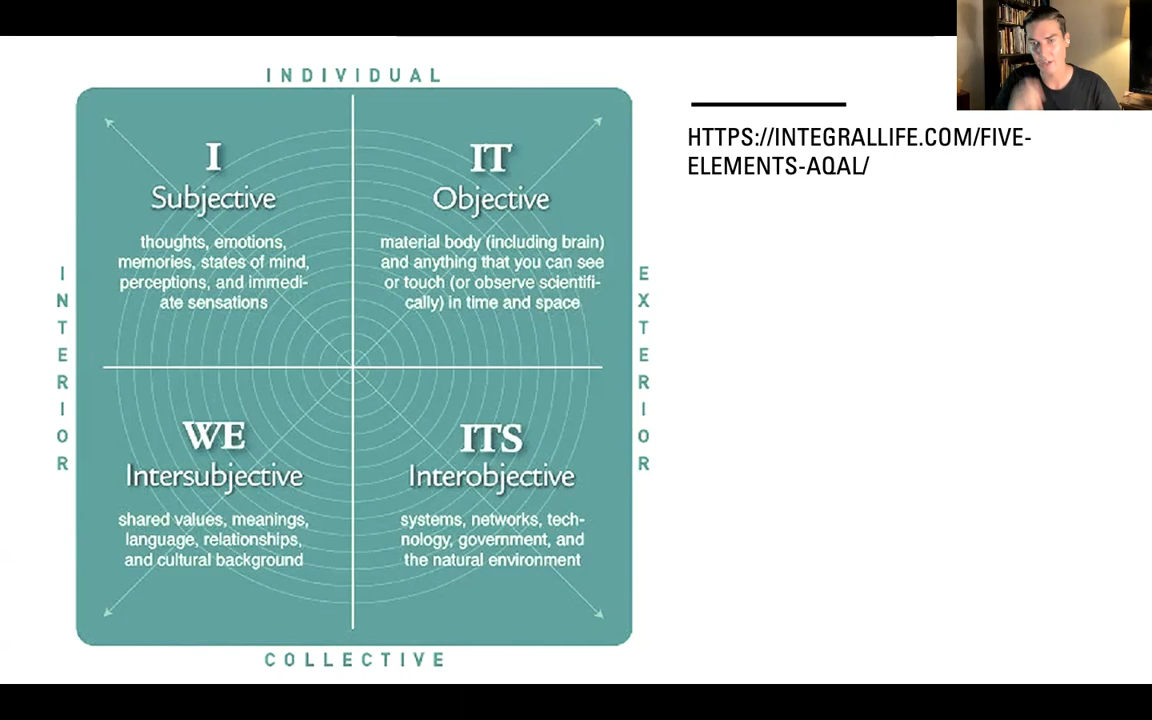 INDIVIDUAL
HTTPS://INTEGRALLIFE.COM/FIVE-
ELEMENTS-AQAL/
I
Subjective
thoughts, emotions,
memories, states of mind,
perceptions, and immedi-
ate sensations
IT
Objective
material body (including brain)
and anything that you can see
or touch (or observe scientifi-
cally) in time and space
INTERIOR
EXTERIOR
WE
Intersubjective
shared values, meanings,
language, relationships,
and cultural background
ITS
Interobjective
systems, networks, tech-
nology, government, and
the natural environment
COLLECTIVE